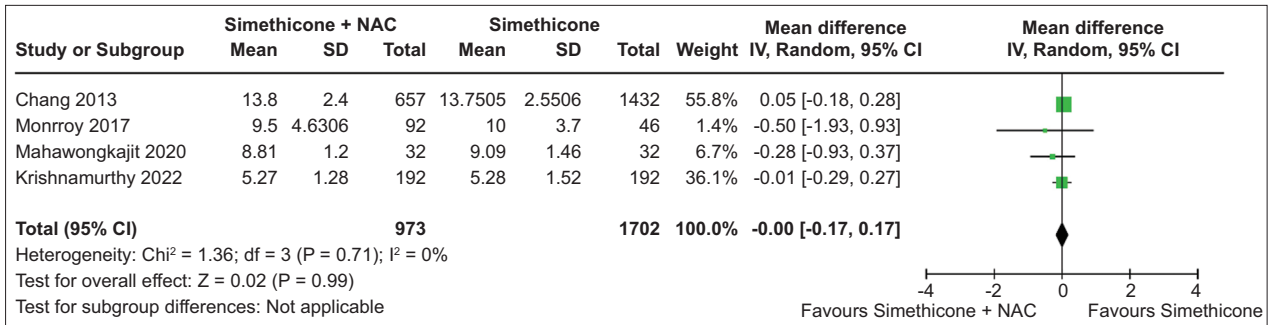 Simethicone + NAC Simethicone Mean difference Mean difference
Study or Subgroup Mean SD Total Mean SD Total Weight IV, Random, 95% CI IV, Random, 95% CI
Chang 2013 13.8 2.4 657 13.7505 2.5506 1432 55.8% 0.05 [-0.18, 0.28]
Monrroy 2017 9.5 4.6306 92 10 3.7 46 1.4% -0.50 [-1.93, 0.93]
Mahawongkajit 2020 8.81 1.2 32 9.09 1.46 32 6.7% -0.28 [-0.93, 0.37]
Krishnamurthy 2022 5.27 1.28 192 5.28 1.52 192 36.1% -0.01 [-0.29, 0.27]
Total (95% CI) 973 1702 100.0% -0.00 [-0.17, 0.17]
Heterogeneity: Chi² = 1.36; df = 3 (P = 0.71); I² = 0%
Test for overall effect: Z = 0.02 (P = 0.99)
Test for subgroup differences: Not applicable
-4 -2 0 2 4
Favours Simethicone + NAC Favours Simethicone